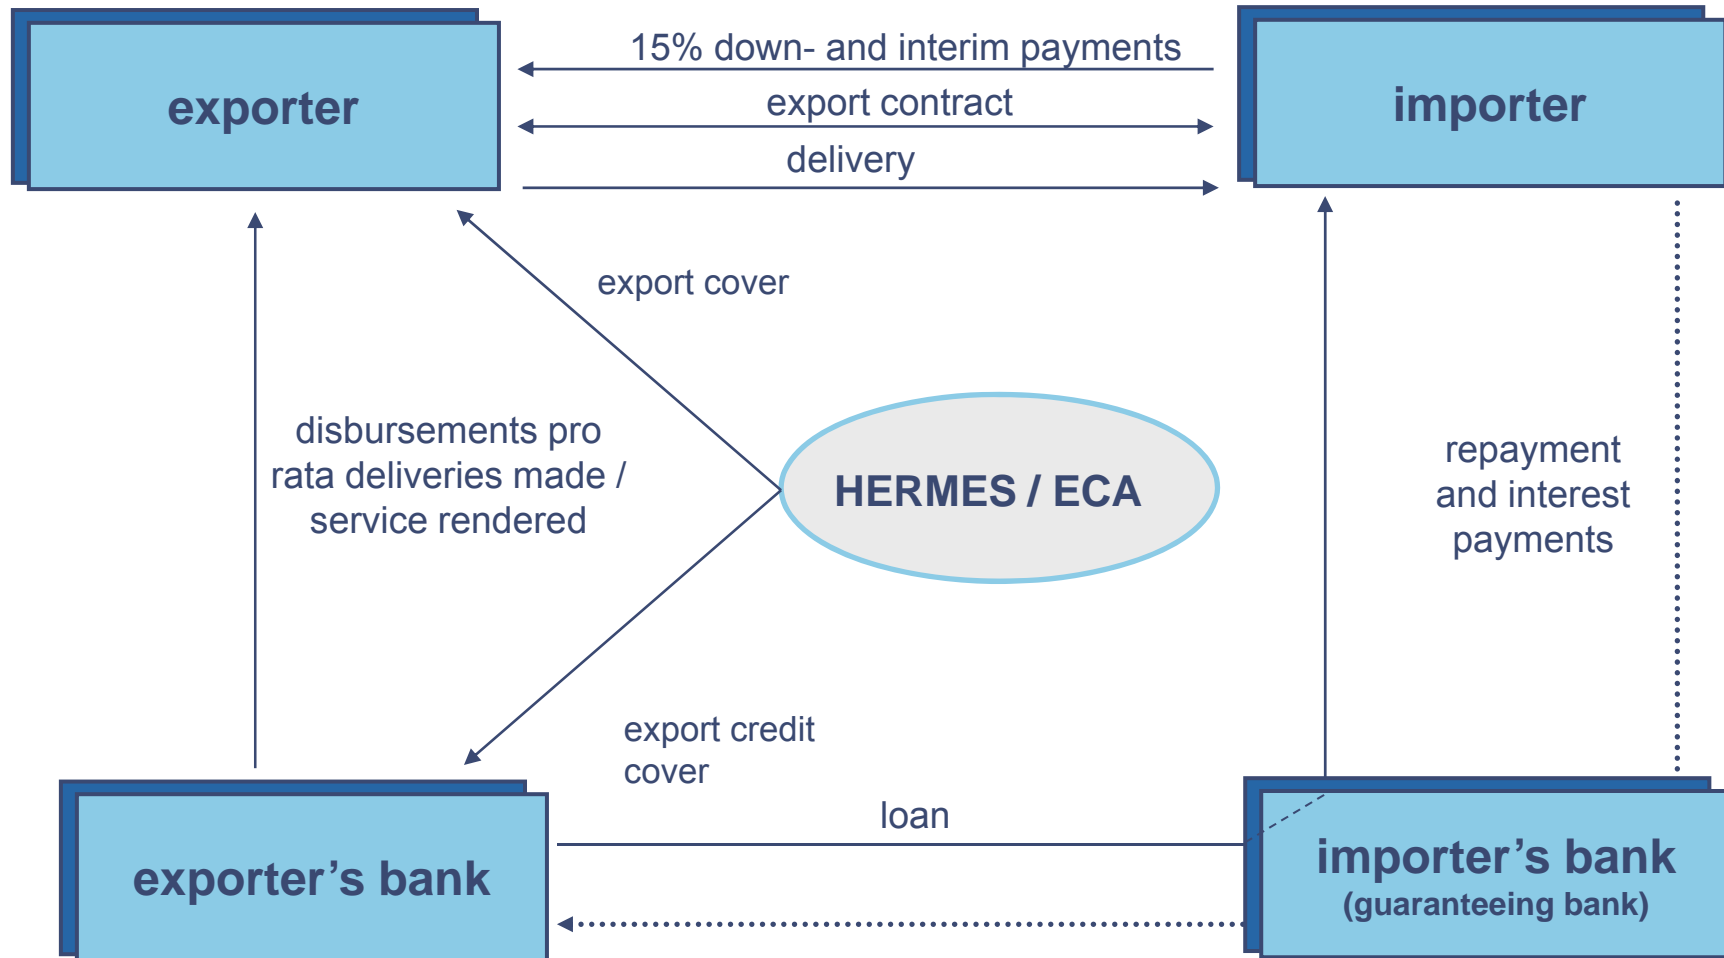 15% down- and interim payments
exporter
importer
export contract
delivery
export cover
disbursements pro
rata deliveries made /
service rendered
HERMES / ECA
repayment
and interest
payments
export credit
cover
loan
exporter’s bank
importer’s bank
(guaranteeing bank)